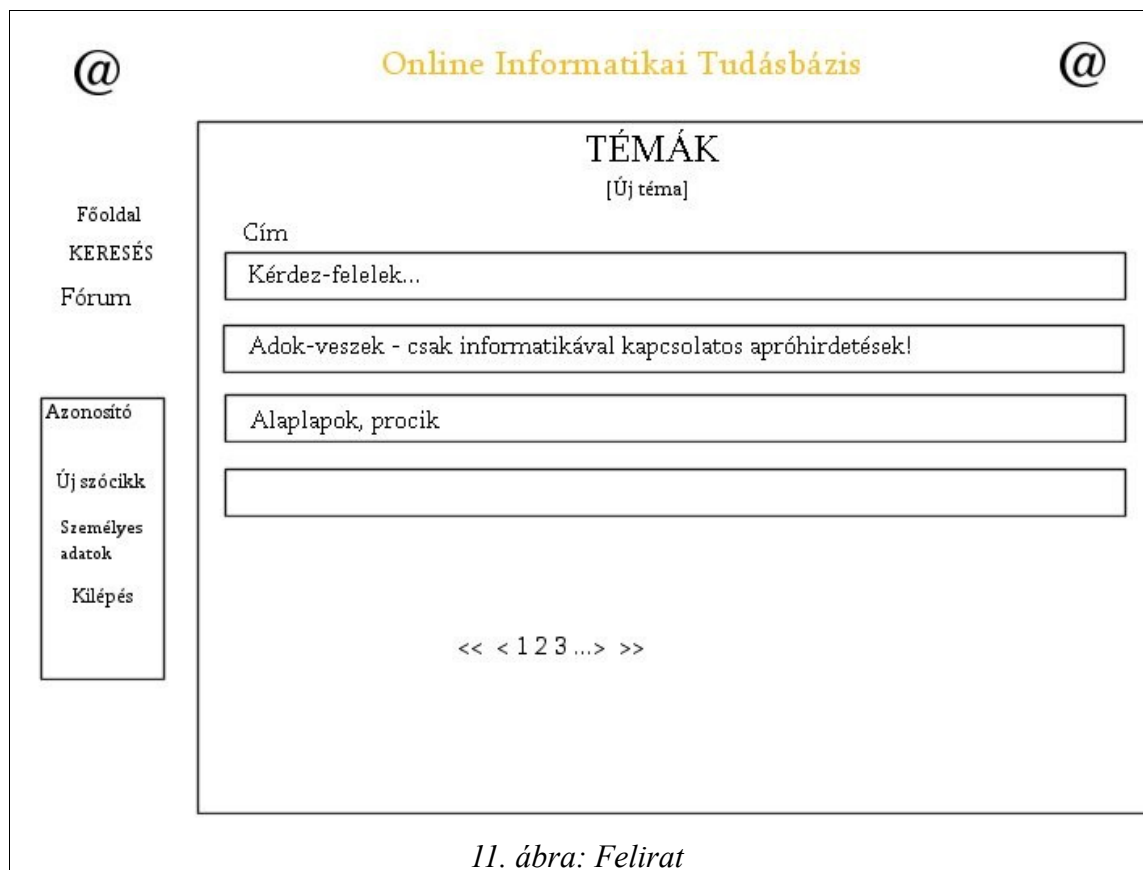 @ Online Informatikai Tudásbázis @
TÉMÁK
[Új téma]
Főoldal
KERESÉS
Fórum
Cím
Kérdez-felelek...
Adok-veszek - csak informatikával kapcsolatos apróhirdetések!
Alaplapok, procik
Azonosító
Új szócikk
Személyes
adatok
Kilépés
<< < 1 2 3 ...> >>
11. ábra: Felirat